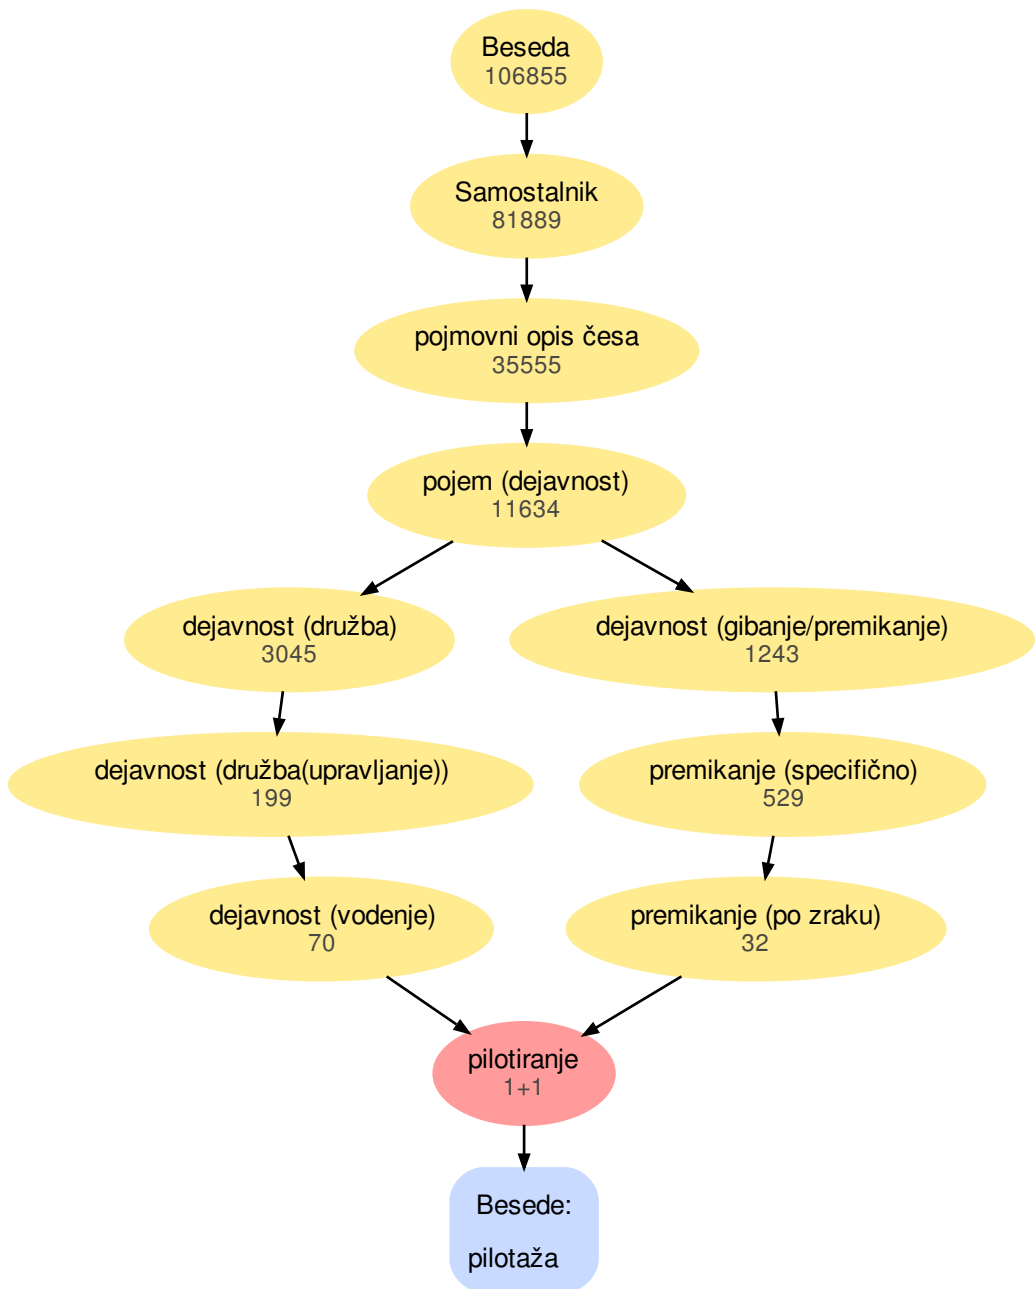 Beseda
106855
Samostalnik
81889
pojmovni opis česa
35555
pojem (dejavnost)
11634
dejavnost (družba)
3045
dejavnost (gibanje/premikanje)
1243
dejavnost (družba(upravljanje))
199
premikanje (specifično)
529
dejavnost (vodenje)
70
premikanje (po zraku)
32
pilotiranje
1+1
Besede:
pilotaža